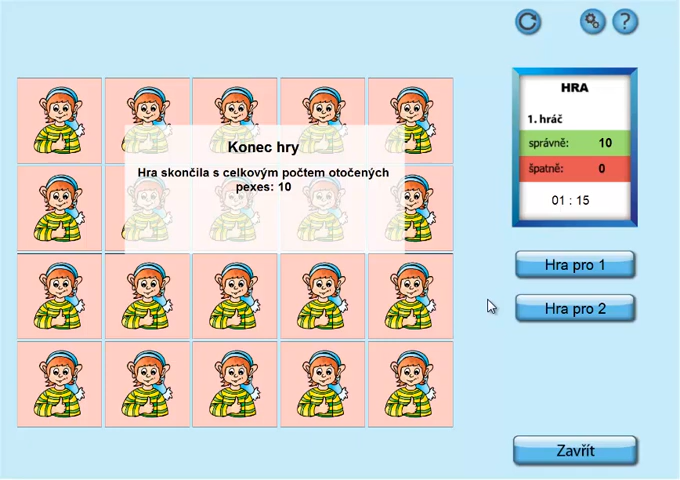 ?
HRA
1. hráč
správně: 10
špatně: 0
01 : 15
Konec hry
Hra skončila s celkovým počtem otočených
pexes: 10
Hra pro 1
Hra pro 2
Zavřít